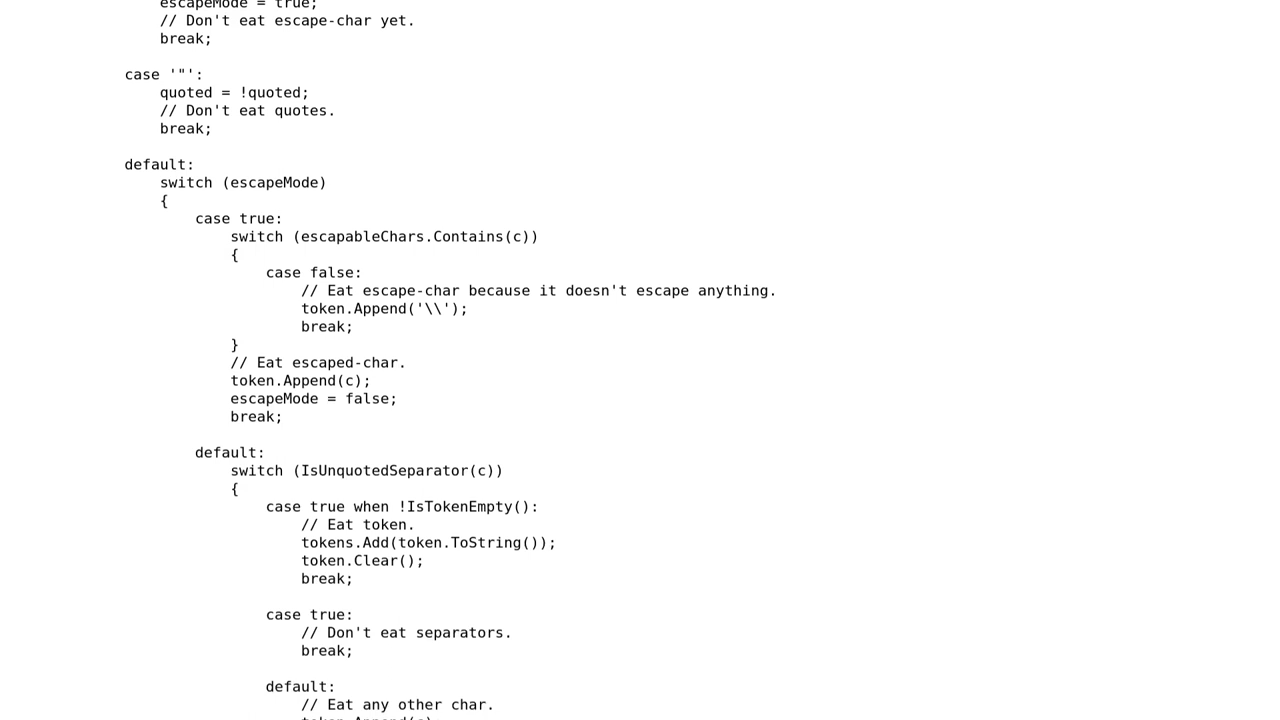 escapeMode = true;
// Don't eat escape-char yet.
break;
case '"':
quoted = !quoted;
// Don't eat quotes.
break;
default:
switch (escapeMode)
{
case true:
switch (escapableChars.Contains(c))
{
case false:
// Eat escape-char because it doesn't escape anything.
token.Append('\\');
break;
}
// Eat escaped-char.
token.Append(c);
escapeMode = false;
break;
default:
switch (IsUnquotedSeparator(c))
{
case true when !IsTokenEmpty():
// Eat token.
tokens.Add(token.ToString());
token.Clear();
break;
case true:
// Don't eat separators.
break;
default:
// Eat any other char.
token.Append(c);